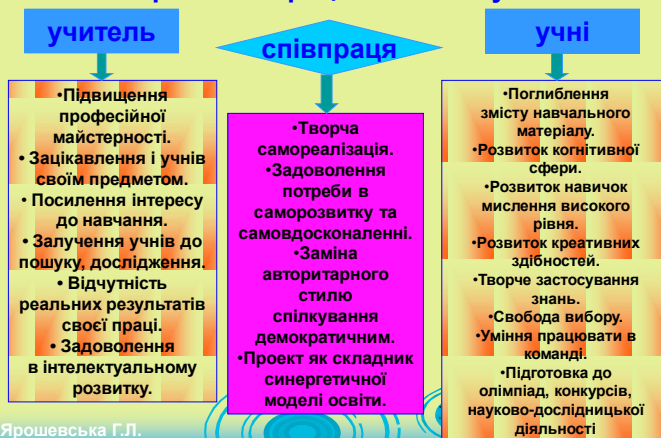 учитель
співпраця
учні
•Підвищення
професійної
майстерності.
• Зацікавлення і учнів
своїм предметом.
• Посилення інтересу
до навчання.
• Залучення учнів до
пошуку, дослідження.
• Відчутність
реальних результатів
своєї праці.
• Задоволення
в інтелектуальному
розвитку.
•Творча
самореалізація.
•Задоволення
потреби в
саморозвитку та
самовдосконаленні.
•Заміна
авторитарного
стилю
спілкування
демократичним.
•Проект як складник
синергетичної
моделі освіти.
•Поглиблення
змісту навчального
матеріалу.
•Розвиток когнітивної
сфери.
•Розвиток навичок
мислення високого
рівня.
•Розвиток креативних
здібностей.
•Творче застосування
знань.
•Свобода вибору.
•Уміння працювати в
команді.
•Підготовка до
олімпіад, конкурсів,
науково-дослідницької
діяльності
Ярошевська Г.Л.